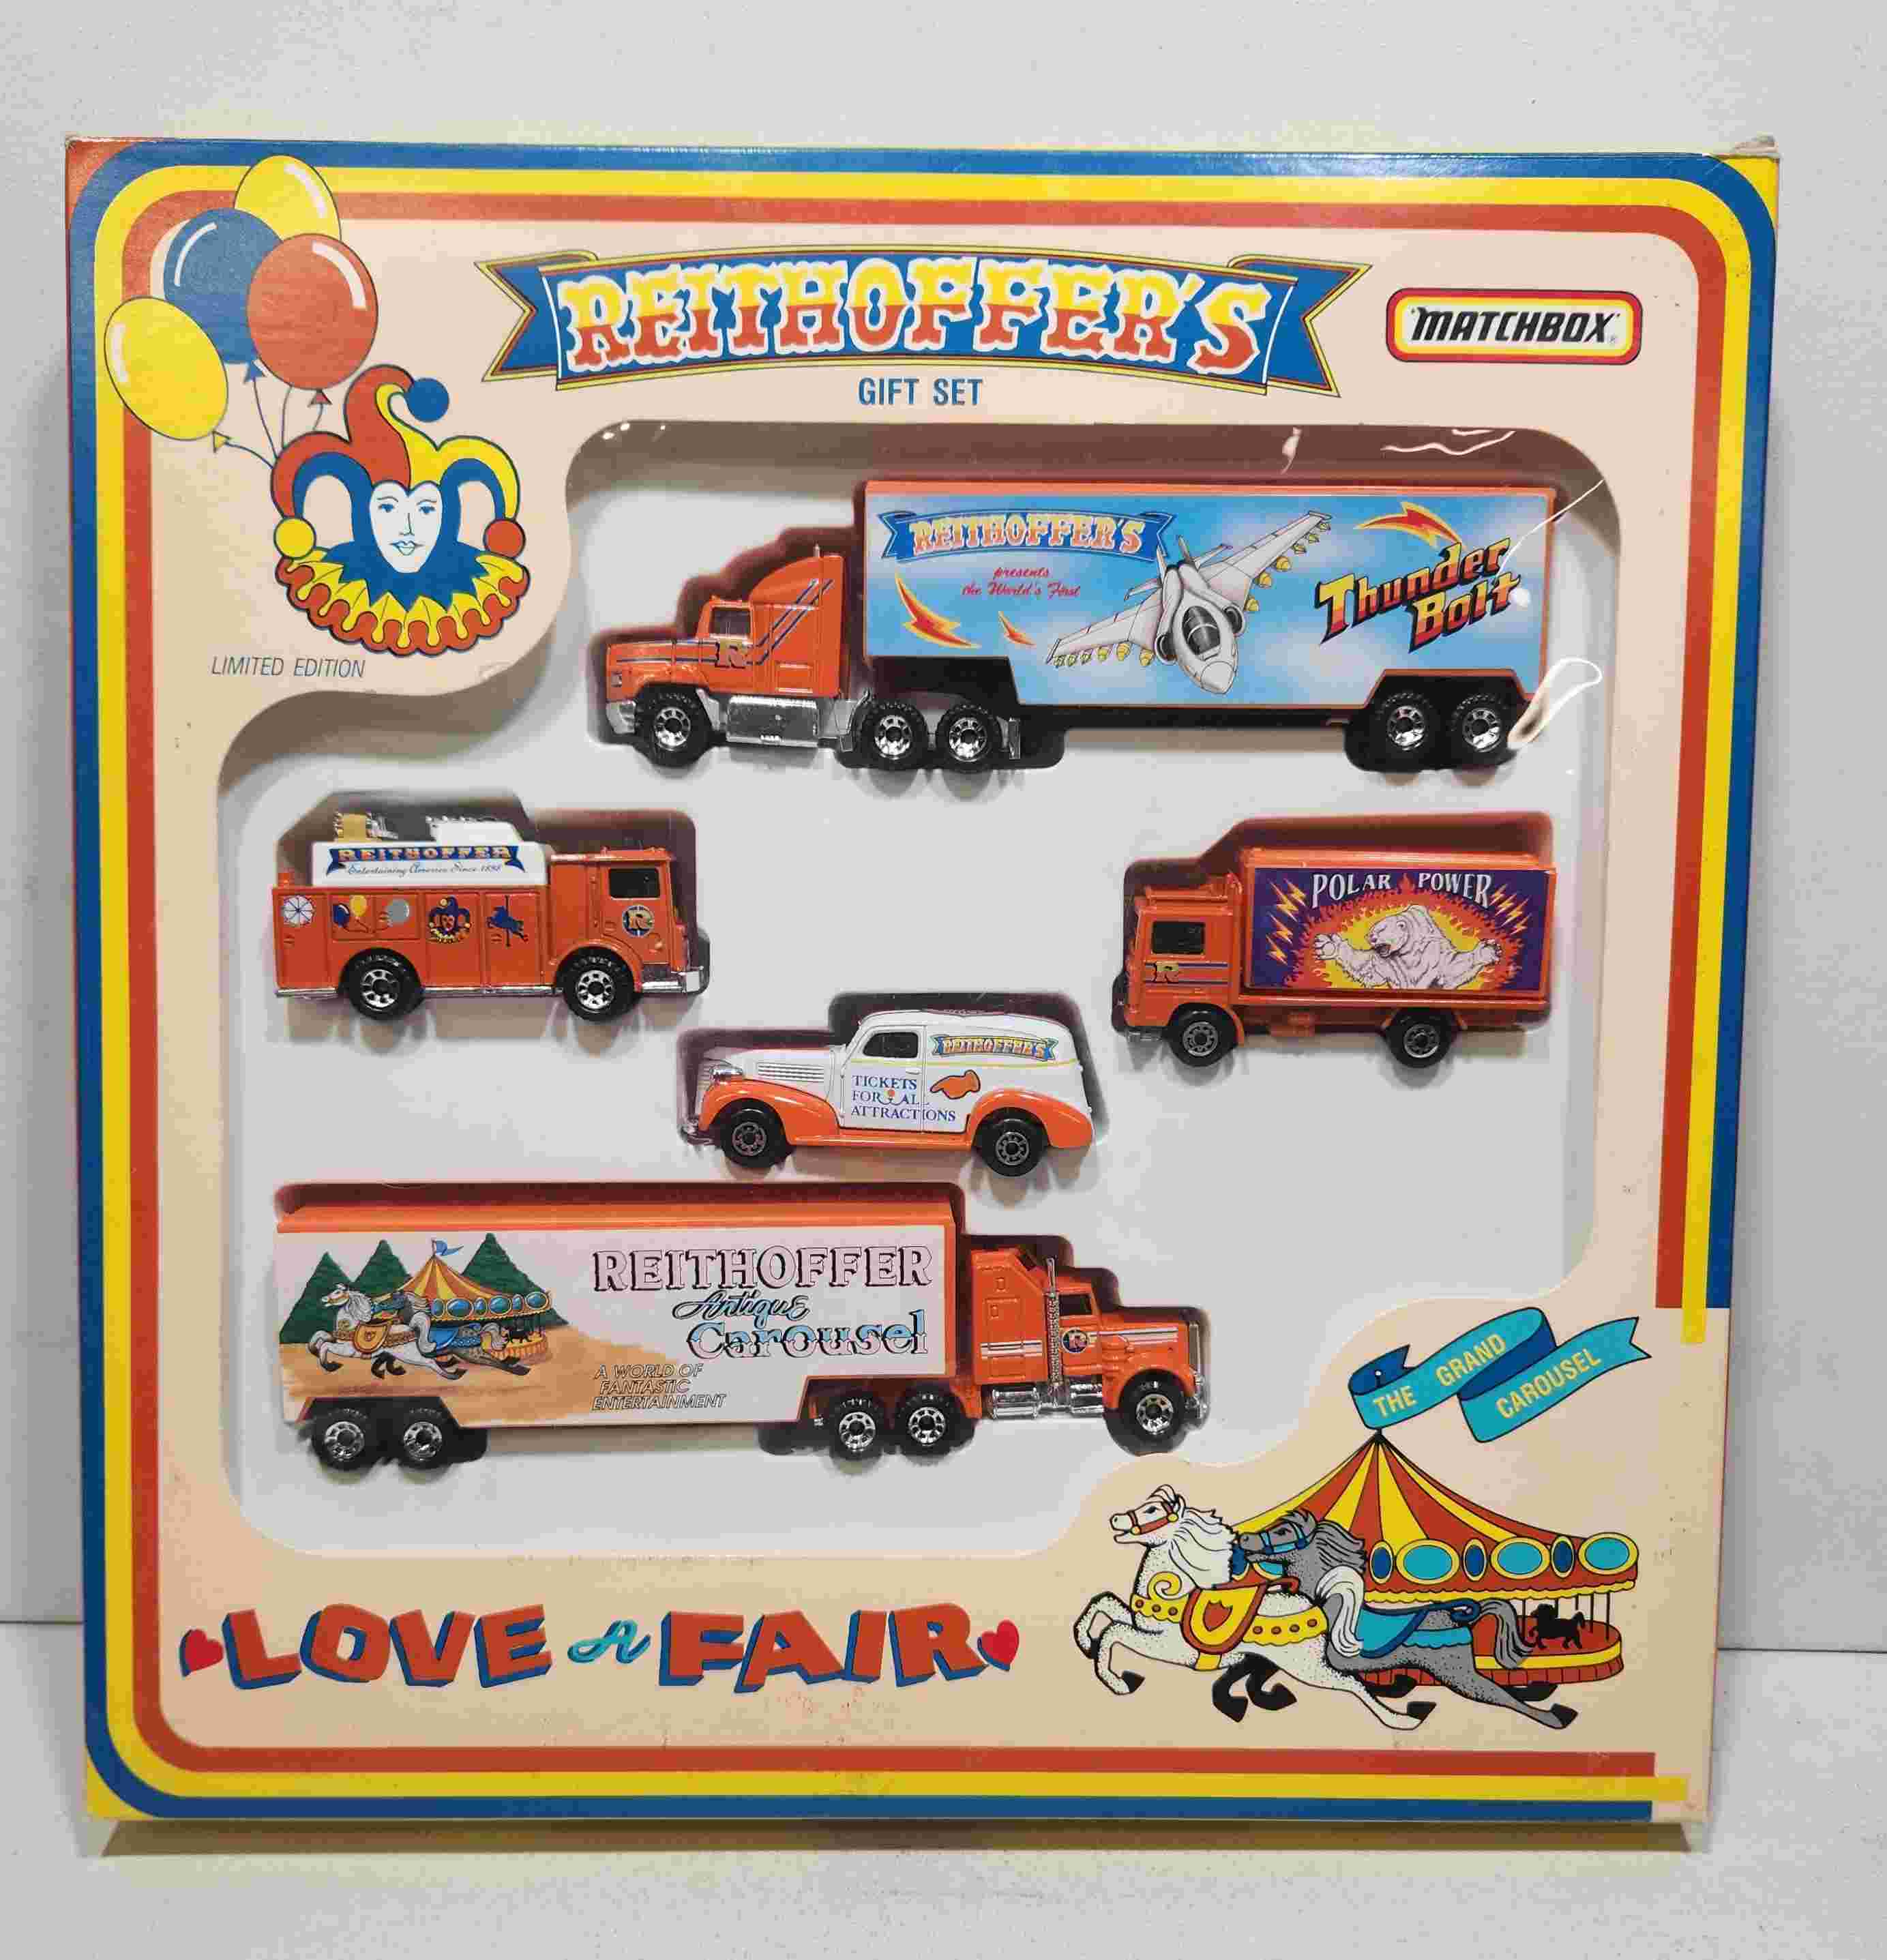 REITHOFFER'S
MATCHBOX®
GIFT SET
LIMITED EDITION
REITHOFFER'S
presents
the World's First
Thunder
Bolt
REITHOFFER
Entertaining America Since 1896
R
R
POLAR POWER
R
REITHOFFER'S
TICKETS
FOR ALL
ATTRACTIONS
REITHOFFER
Antique
Carousel
A WORLD OF
FANTASTIC
ENTERTAINMENT
R
THE GRAND
CAROUSEL
LOVE A FAIR